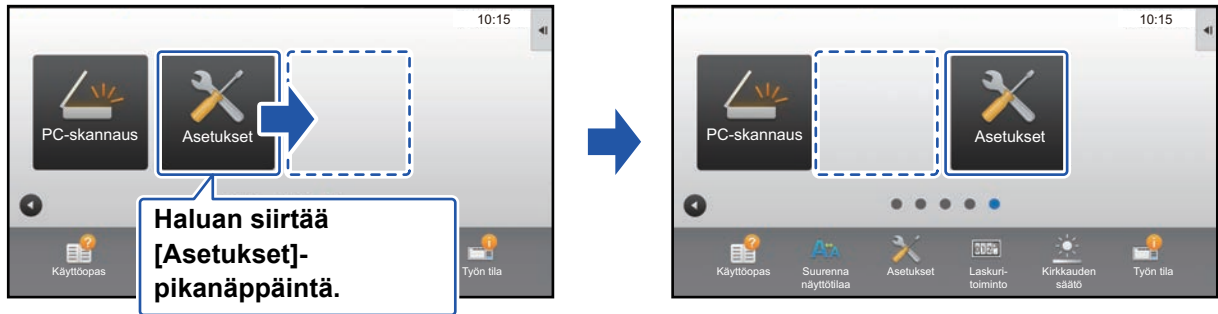 10:15
PC-skannaus
Asetukset
Haluan siirtää
[Asetukset]-
pikanäppäintä.
Käyttöopas
Työn tila
10:15
PC-skannaus
Asetukset
Käyttöopas
Suurenna
näyttötilaa
Asetukset
Laskuri-
toiminto
Kirkkauden
säätö
Työn tila